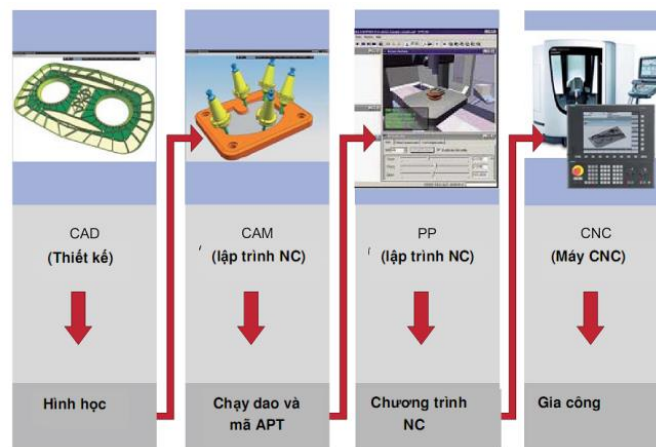 CAD
(Thiết kế)
Hình học
CAM
(lập trình NC)
Chạy dao và
mã APT
PP
(lập trình NC)
Chương trình
NC
CNC
(Máy CNC)
Gia công